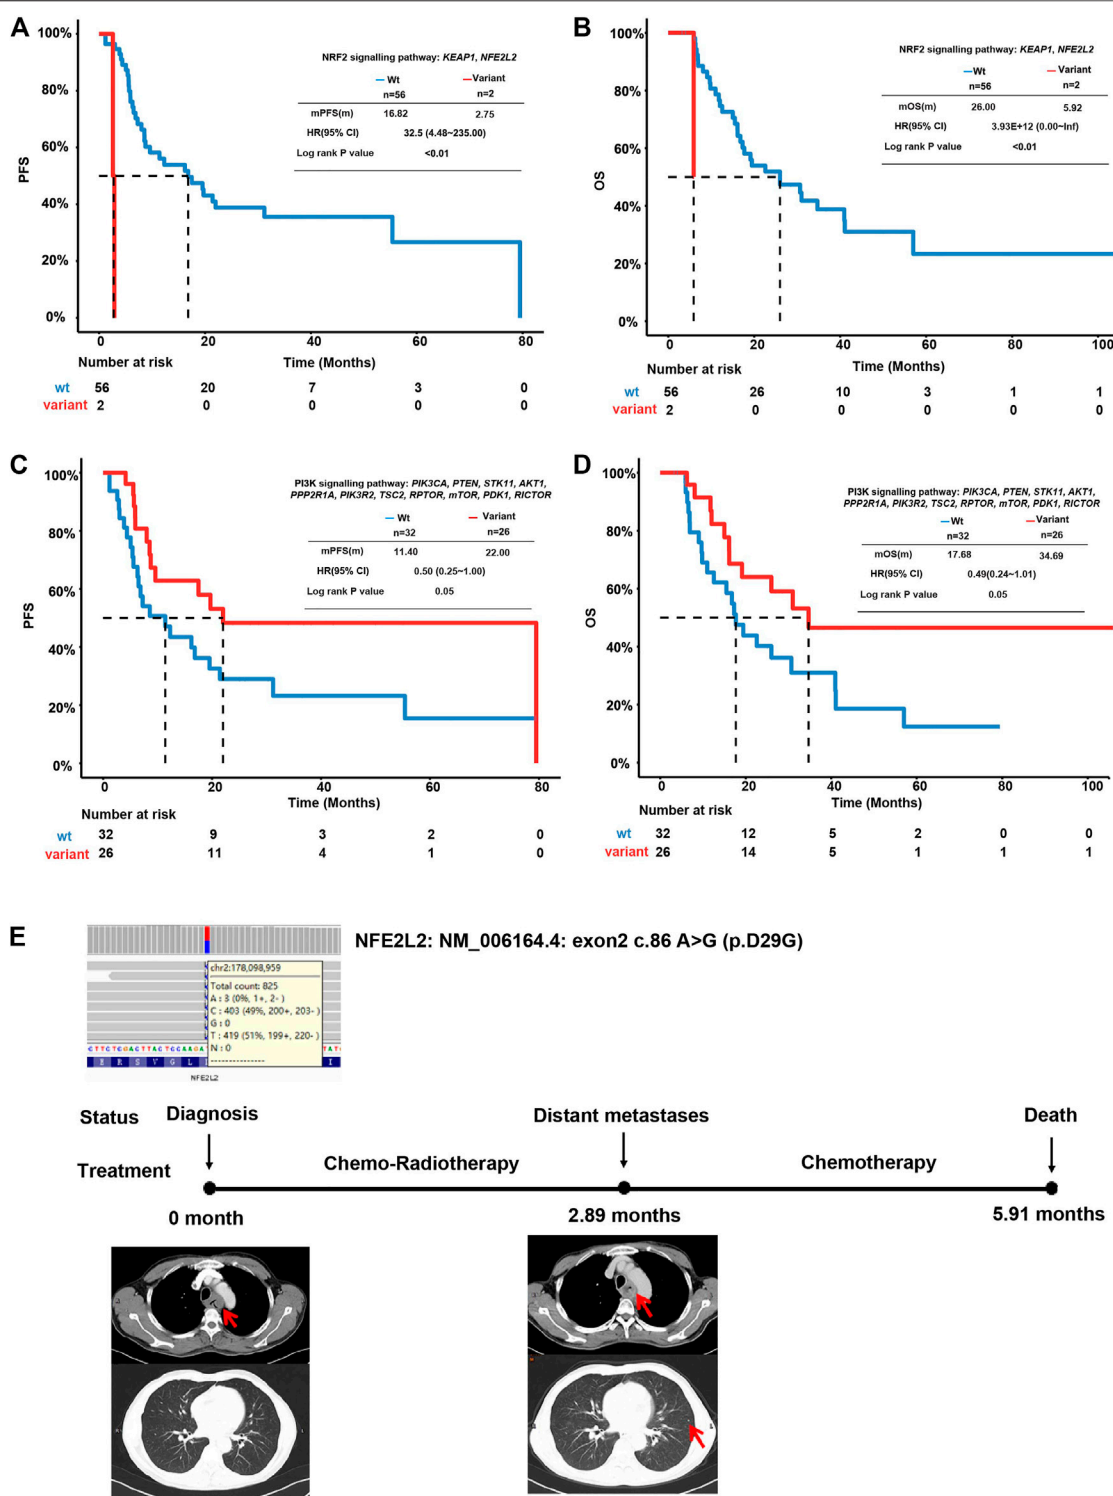 A
100%
80%
60%
40%
20%
0%
PFS
NRF2 signalling pathway: KEAP1, NFE2L2
Wt Variant
n=56 n=2
mPFS(m) 16.82 2.75
HR(95% CI) 32.5 (4.48~235.00)
Log rank P value <0.01
0 20 40 60 80
Number at risk Time (Months)
wt 56 20 7 3 0
variant 2 0 0 0 0
B
100%
80%
60%
40%
20%
0%
OS
NRF2 signalling pathway: KEAP1, NFE2L2
Wt Variant
n=56 n=2
mOS(m) 26.00 5.92
HR(95% CI) 3.93E+12 (0.00~Inf)
Log rank P value <0.01
0 20 40 60 80 100
Number at risk Time (Months)
wt 56 26 10 3 1 1
variant 2 0 0 0 0 0
C
100%
80%
60%
40%
20%
0%
PFS
PI3K signalling pathway: PIK3CA, PTEN, STK11, AKT1,
PPP2R1A, PIK3R2, TSC2, RPTOR, mTOR, PDK1, RICTOR
Wt Variant
n=32 n=26
mPFS(m) 11.40 22.00
HR(95% CI) 0.50 (0.25~1.00)
Log rank P value 0.05
0 20 40 60 80
Number at risk Time (Months)
wt 32 9 3 2 0
variant 26 11 4 1 0
D
100%
80%
60%
40%
20%
0%
OS
PI3K signalling pathway: PIK3CA, PTEN, STK11, AKT1,
PPP2R1A, PIK3R2, TSC2, RPTOR, mTOR, PDK1, RICTOR
Wt Variant
n=32 n=26
mOS(m) 17.68 34.69
HR(95% CI) 0.49(0.24~1.01)
Log rank P value 0.05
0 20 40 60 80 100
Number at risk Time (Months)
wt 32 12 5 2 0 0
variant 26 14 5 1 1 1
E
NFE2L2: NM_006164.4: exon2 c.86 A>G (p.D29G)
chr2:178,098,959
Total count: 825
A : 3 (0%, 1+, 2- )
C : 403 (49%, 200+, 203- )
G : 0
T : 419 (51%, 199+, 220- )
N : 0
---------------
R S V G L I
NFE2L2
Status Diagnosis Distant metastases Death
Treatment Chemo-Radiotherapy Chemotherapy
0 month 2.89 months 5.91 months